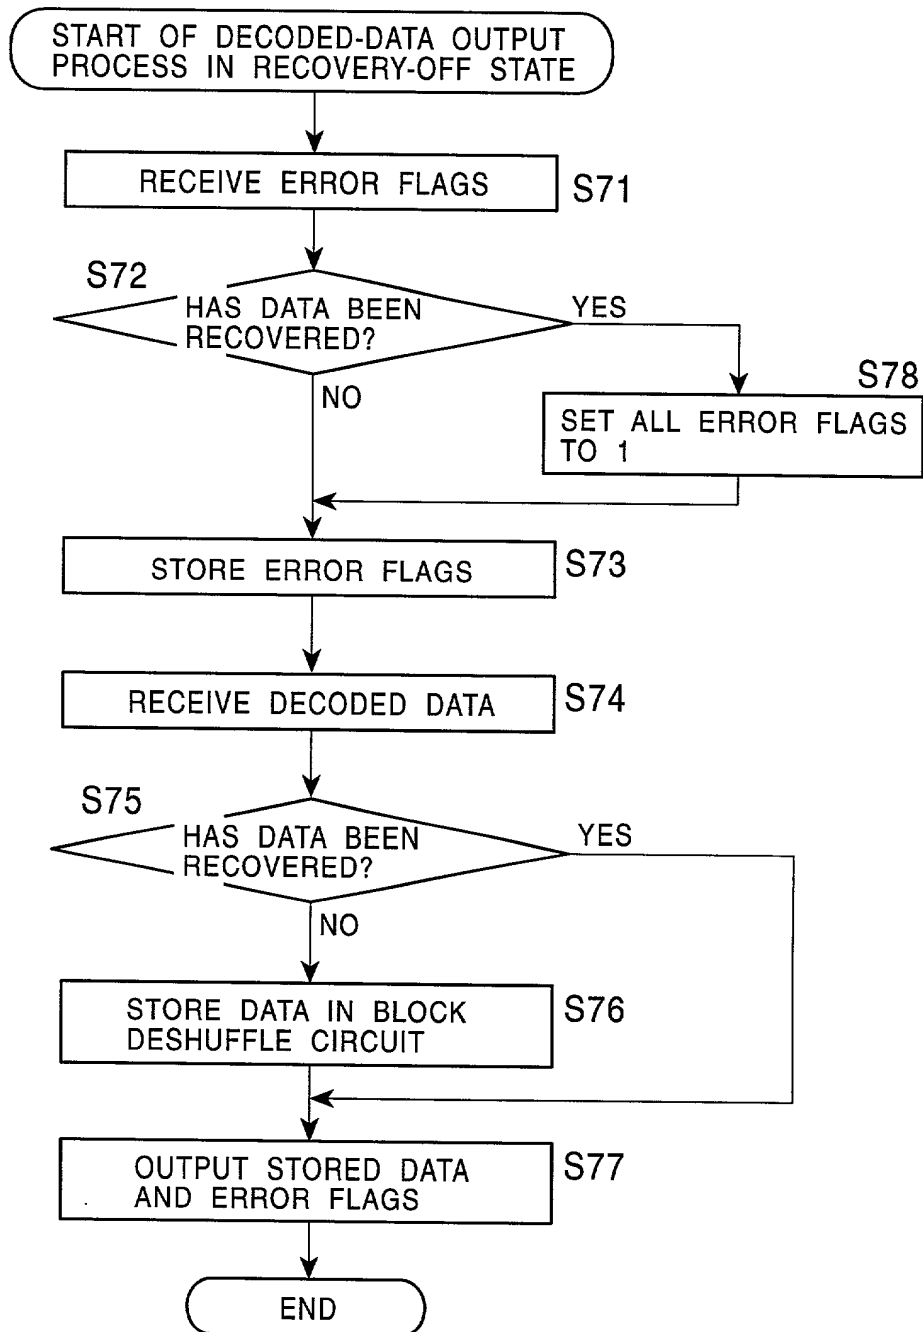 START OF DECODED-DATA OUTPUT
PROCESS IN RECOVERY-OFF STATE
RECEIVE ERROR FLAGS
S71
S72
HAS DATA BEEN
RECOVERED?
YES
NO
S78
SET ALL ERROR FLAGS
TO 1
STORE ERROR FLAGS
S73
RECEIVE DECODED DATA
S74
S75
HAS DATA BEEN
RECOVERED?
YES
NO
STORE DATA IN BLOCK
DESHUFFLE CIRCUIT
S76
OUTPUT STORED DATA
AND ERROR FLAGS
S77
END